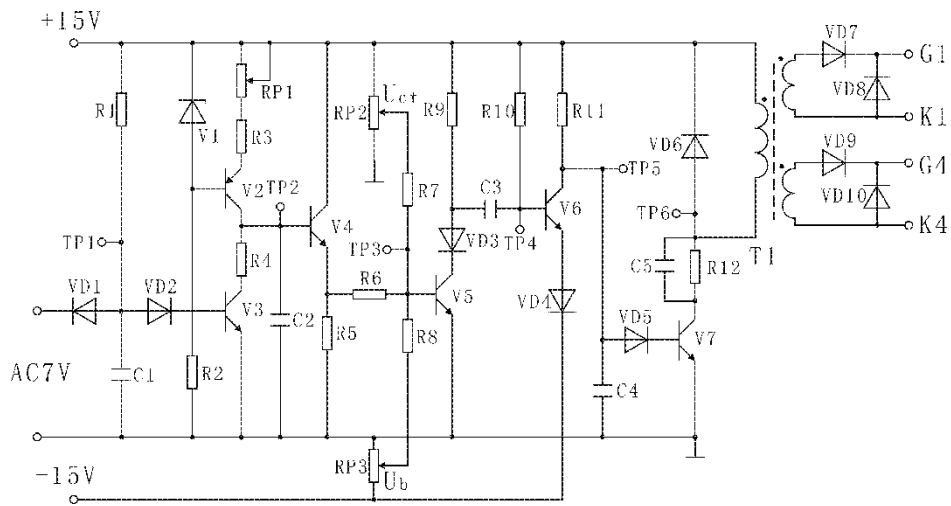 +15V
VD7
G1
R1
RP1
Uct
RP2
R9
R10
R11
VD8
V1
R3
K1
VD6
VD9
G4
V2
TP2
R7
C3
TP5
V4
V6
VD10
TP6
TP1
TP3
VD3
TP4
K4
R4
C5
R12
T1
VD1
VD2
R6
V5
VD4
V3
C2
R5
R8
VD5
V7
AC7V
C1
R2
C4
-15V
RP3
Ub